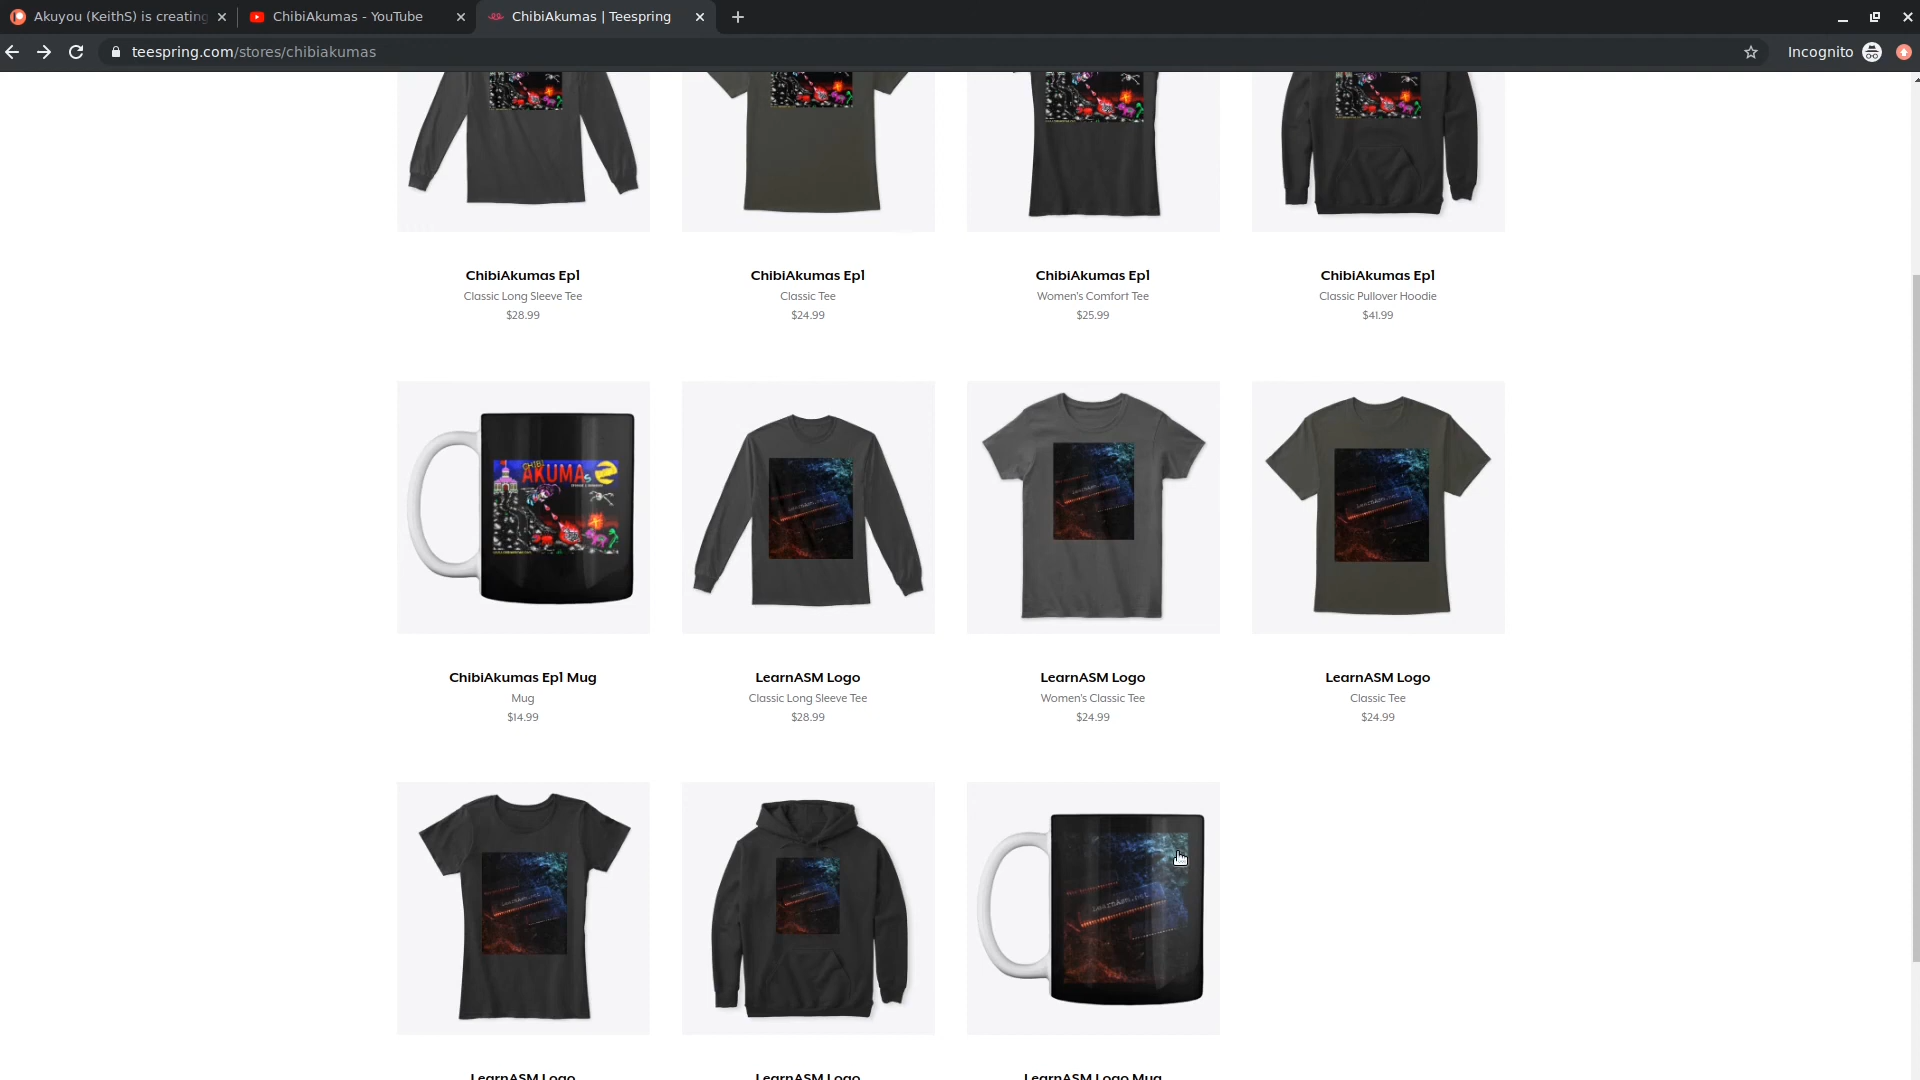 Akuyou (KeithS) is creating
ChibiAkumas - YouTube
ChibiAkumas | Teespring
teespring.com/stores/chibiakumas
Incognito
ChibiAkumas Ep1
Classic Long Sleeve Tee
$28.99
ChibiAkumas Ep1
Classic Tee
$24.99
ChibiAkumas Ep1
Women's Comfort Tee
$25.99
ChibiAkumas Ep1
Classic Pullover Hoodie
$41.99
CHIBI
AKUMAs
ChibiAkumas Ep1 Mug
Mug
$14.99
LearnASM Logo
Classic Long Sleeve Tee
$28.99
LearnASM Logo
Women's Classic Tee
$24.99
LearnASM Logo
Classic Tee
$24.99
LearnASM Logo
LearnASM Logo
LearnASM Logo Mug